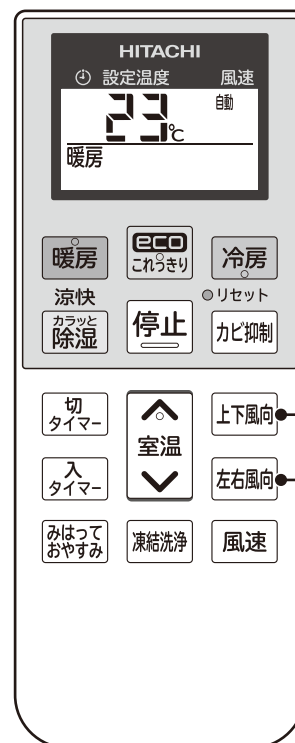 HITACHI
設定温度 風速
23℃ 自動
暖房
暖房
eco
これっきり
冷房
涼快
リセット
カラッと
除湿
停止
カビ抑制
切
タイマー
室温
上下風向
入
タイマー
左右風向
みはって
おやすみ
凍結洗浄
風速